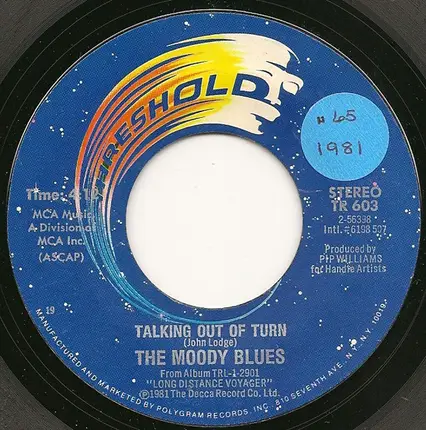 THRESHOLD
# 65
1981
Time:
MCA Music
A Division of
MCA Inc.
(ASCAP)
STEREO
TR 603
2-56398
Intl. #6198 507
Produced by
PIP WILLIAMS
for Handle Artists
19
TALKING OUT OF TURN
(John Lodge)
THE MOODY BLUES
From Album TRL-1-2901
"LONG DISTANCE VOYAGER"
℗1981 The Decca Record Co. Ltd.
MANUFACTURED AND MARKETED BY POLYGRAM RECORDS, INC. 810 SEVENTH AVE., N.Y., N.Y. 10019